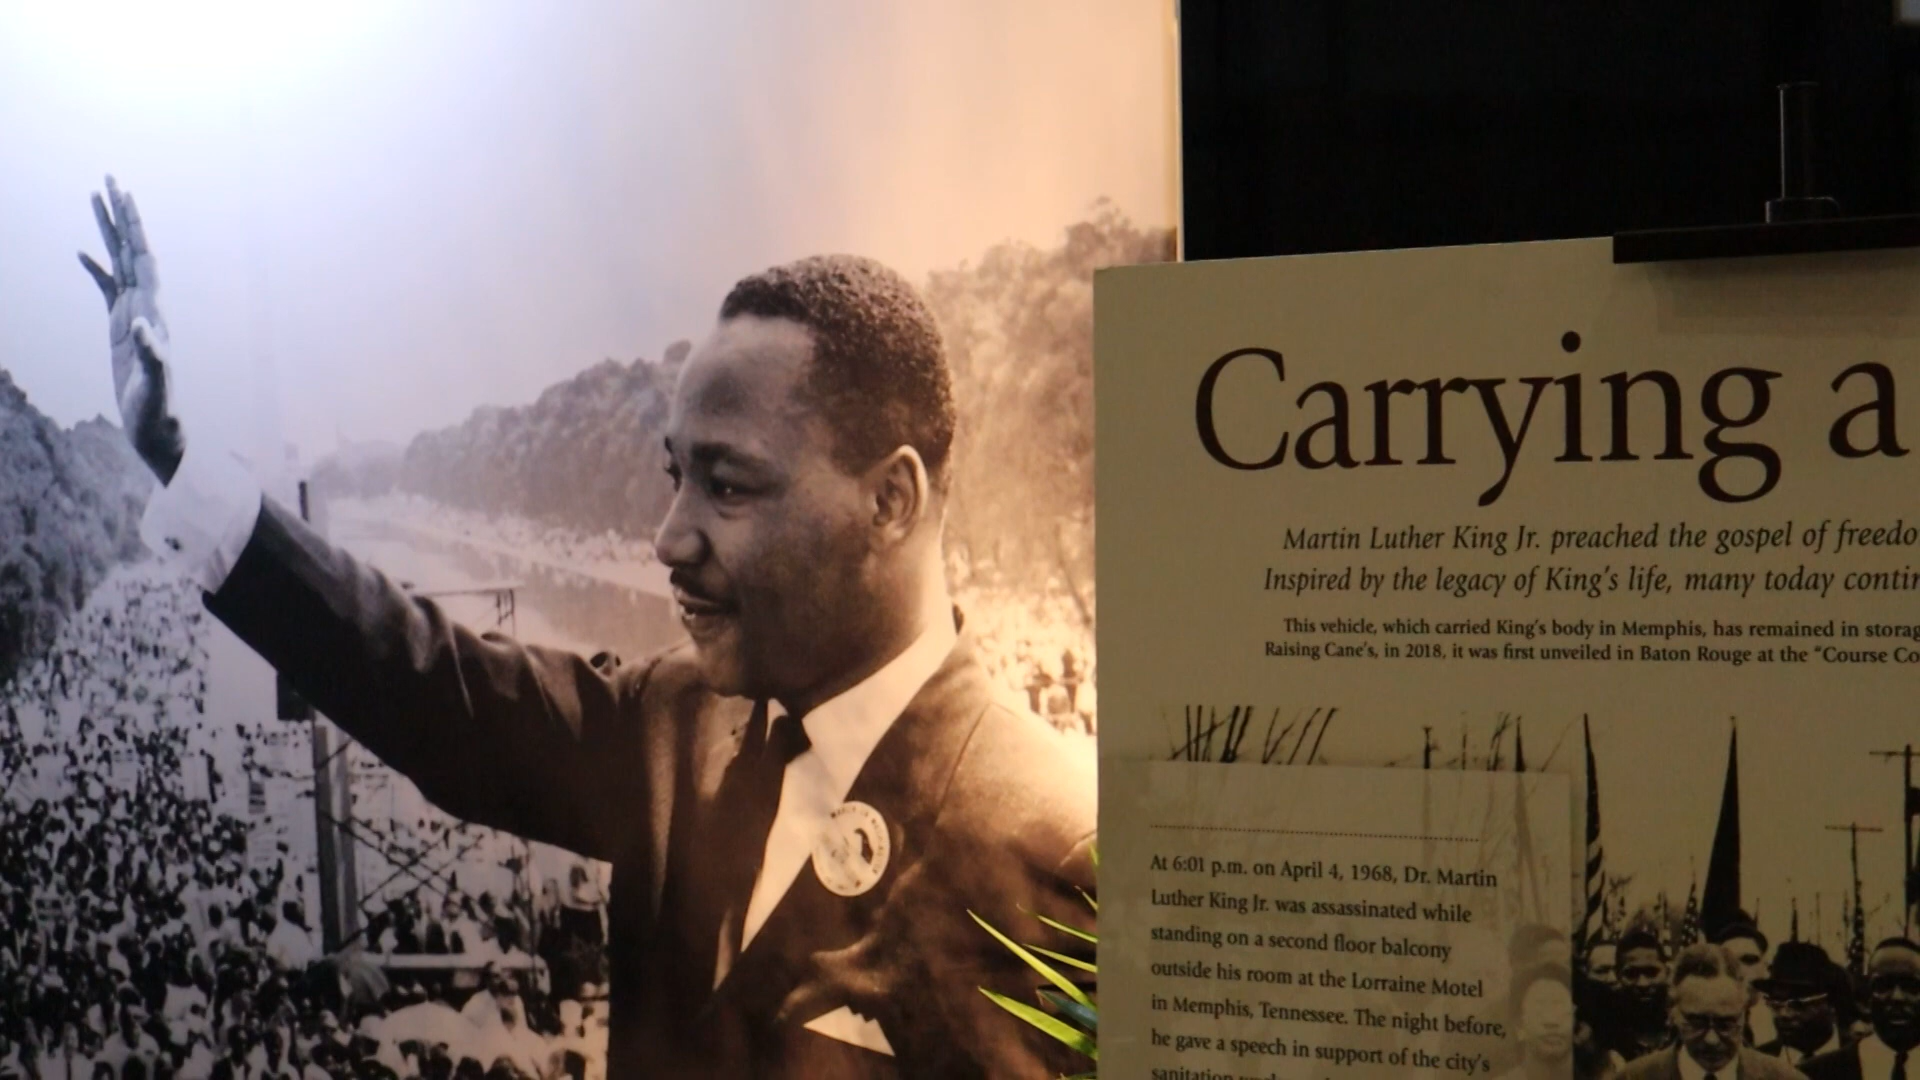 Carrying a
Martin Luther King Jr. preached the gospel of freedo
Inspired by the legacy of King's life, many today contin
This vehicle, which carried King's body in Memphis, has remained in storag
Raising Cane's, in 2018, it was first unveiled in Baton Rouge at the "Course Co
At 6:01 p.m. on April 4, 1968, Dr. Martin
Luther King Jr. was assassinated while
standing on a second floor balcony
outside his room at the Lorraine Motel
in Memphis, Tennessee. The night before,
he gave a speech in support of the city's
sanitation